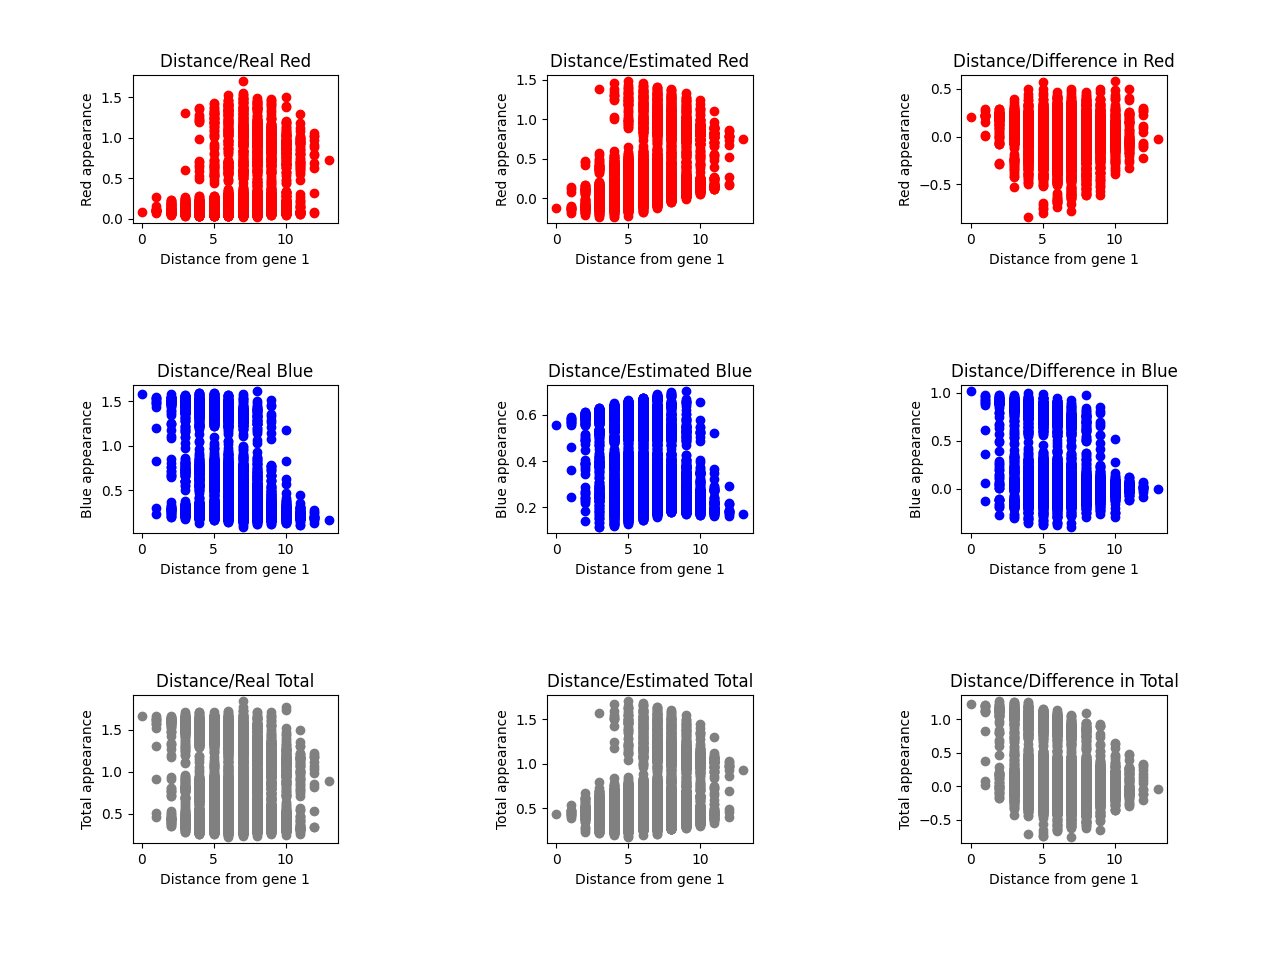 Distance/Real Red
Red appearance
1.5
1.0
0.5
0.0
0 5 10
Distance from gene 1
Distance/Estimated Red
Red appearance
1.5
1.0
0.5
0.0
0 5 10
Distance from gene 1
Distance/Difference in Red
Red appearance
0.5
0.0
−0.5
0 5 10
Distance from gene 1
Distance/Real Blue
Blue appearance
1.5
1.0
0.5
0 5 10
Distance from gene 1
Distance/Estimated Blue
Blue appearance
0.6
0.4
0.2
0 5 10
Distance from gene 1
Distance/Difference in Blue
Blue appearance
1.0
0.5
0.0
0 5 10
Distance from gene 1
Distance/Real Total
Total appearance
1.5
1.0
0.5
0 5 10
Distance from gene 1
Distance/Estimated Total
Total appearance
1.5
1.0
0.5
0 5 10
Distance from gene 1
Distance/Difference in Total
Total appearance
1.0
0.5
0.0
−0.5
0 5 10
Distance from gene 1